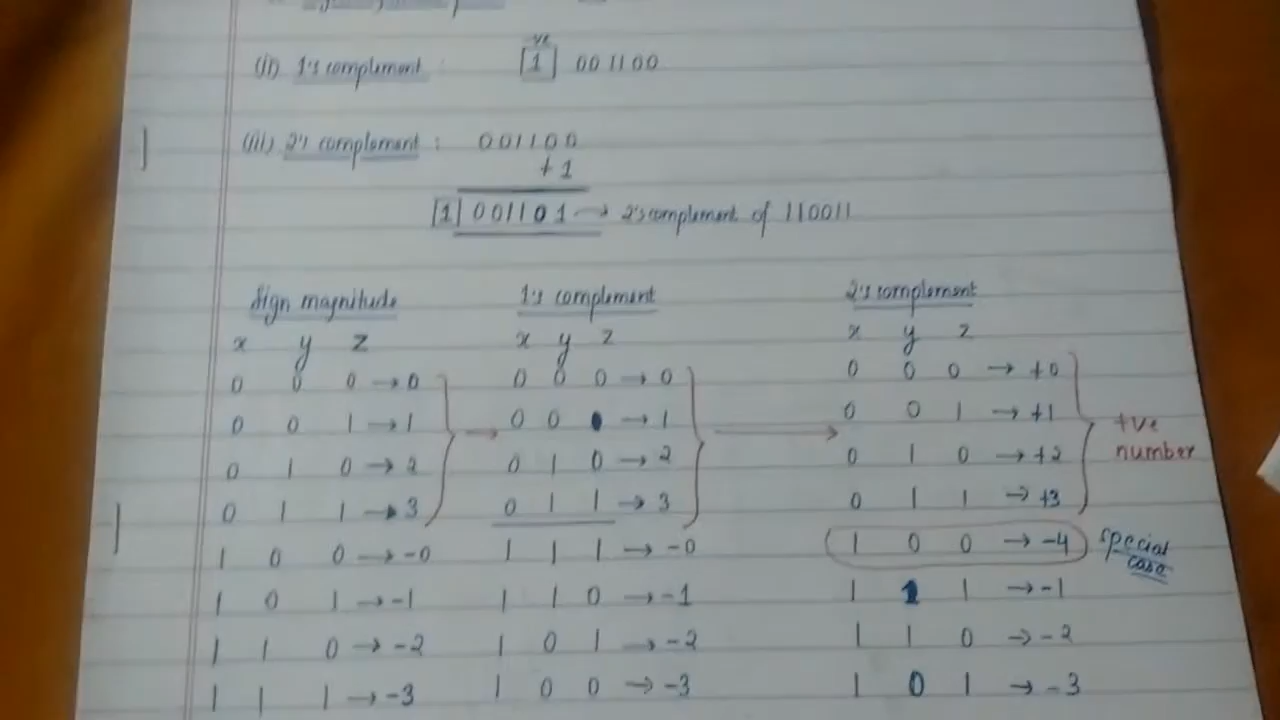 -ve
(ii) 1's complement [1] 001100
(iii) 2's complement : 001100
+ 1
[1] 001101 → 2's complement of 110011
Sign magnitude 1's complement 2's complement
x y z x y z x y z
0 0 0 → 0 0 0 0 → 0 0 0 0 → +0
0 0 1 → 1 0 0 → 1 0 0 1 → +1
0 1 0 → 2 0 1 0 → 2 0 1 0 → +2
+ve
number
0 1 1 → 3 0 1 1 → 3 0 1 1 → +3
1 0 0 → -0 1 1 1 → -0 1 0 0 → -4 special
case
1 0 1 → -1 1 1 0 → -1 1 1 1 → -1
1 1 0 → -2 1 0 1 → -2 1 1 0 → -2
1 1 1 → -3 1 0 0 → -3 1 0 1 → -3